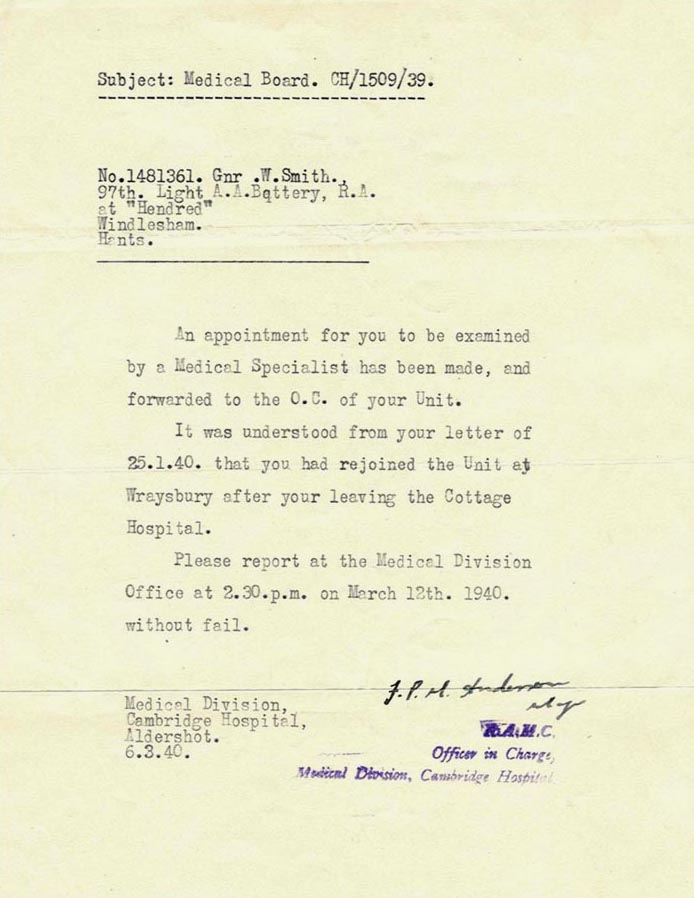 Subject: Medical Board. CH/1509/39.
No.1481361. Gnr .W.Smith.,
97th. Light A.A.Bqttery, R.A.
at "Hendred"
Windlesham.
Hants.
An appointment for you to be examined
by a Medical Specialist has been made, and
forwarded to the O.C. of your Unit.
It was understood from your letter of
25.1.40. that you had rejoined the Unit at
Wraysbury after your leaving the Cottage
Hospital.
Please report at the Medical Division
Office at 2.30.p.m. on March 12th. 1940.
without fail.
Medical Division,
Cambridge Hospital,
Aldershot.
6.3.40.
Anderson
Maj
R.A.M.C.
Officer in Charge,
Medical Division, Cambridge Hospital